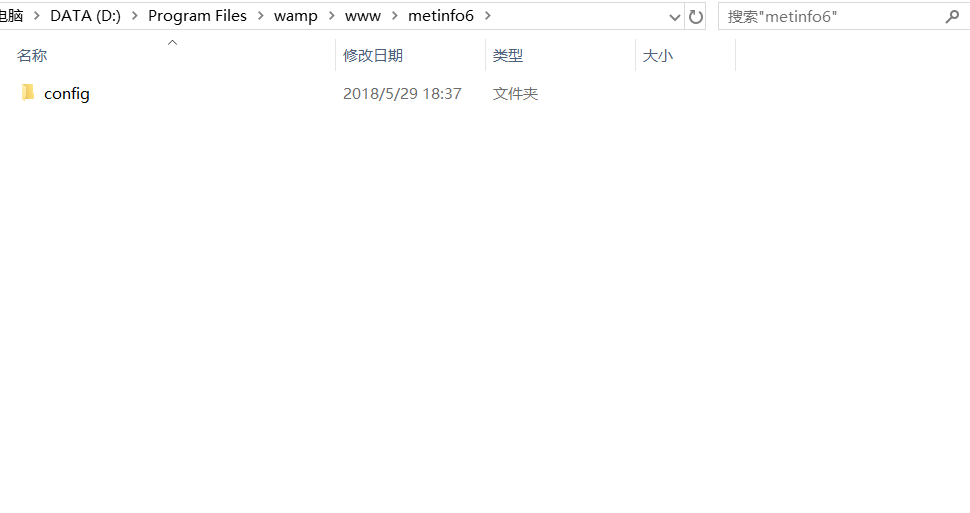 电脑 > DATA (D:) > Program Files > wamp > www > metinfo6 >
搜索"metinfo6"
名称 修改日期 类型 大小
config 2018/5/29 18:37 文件夹